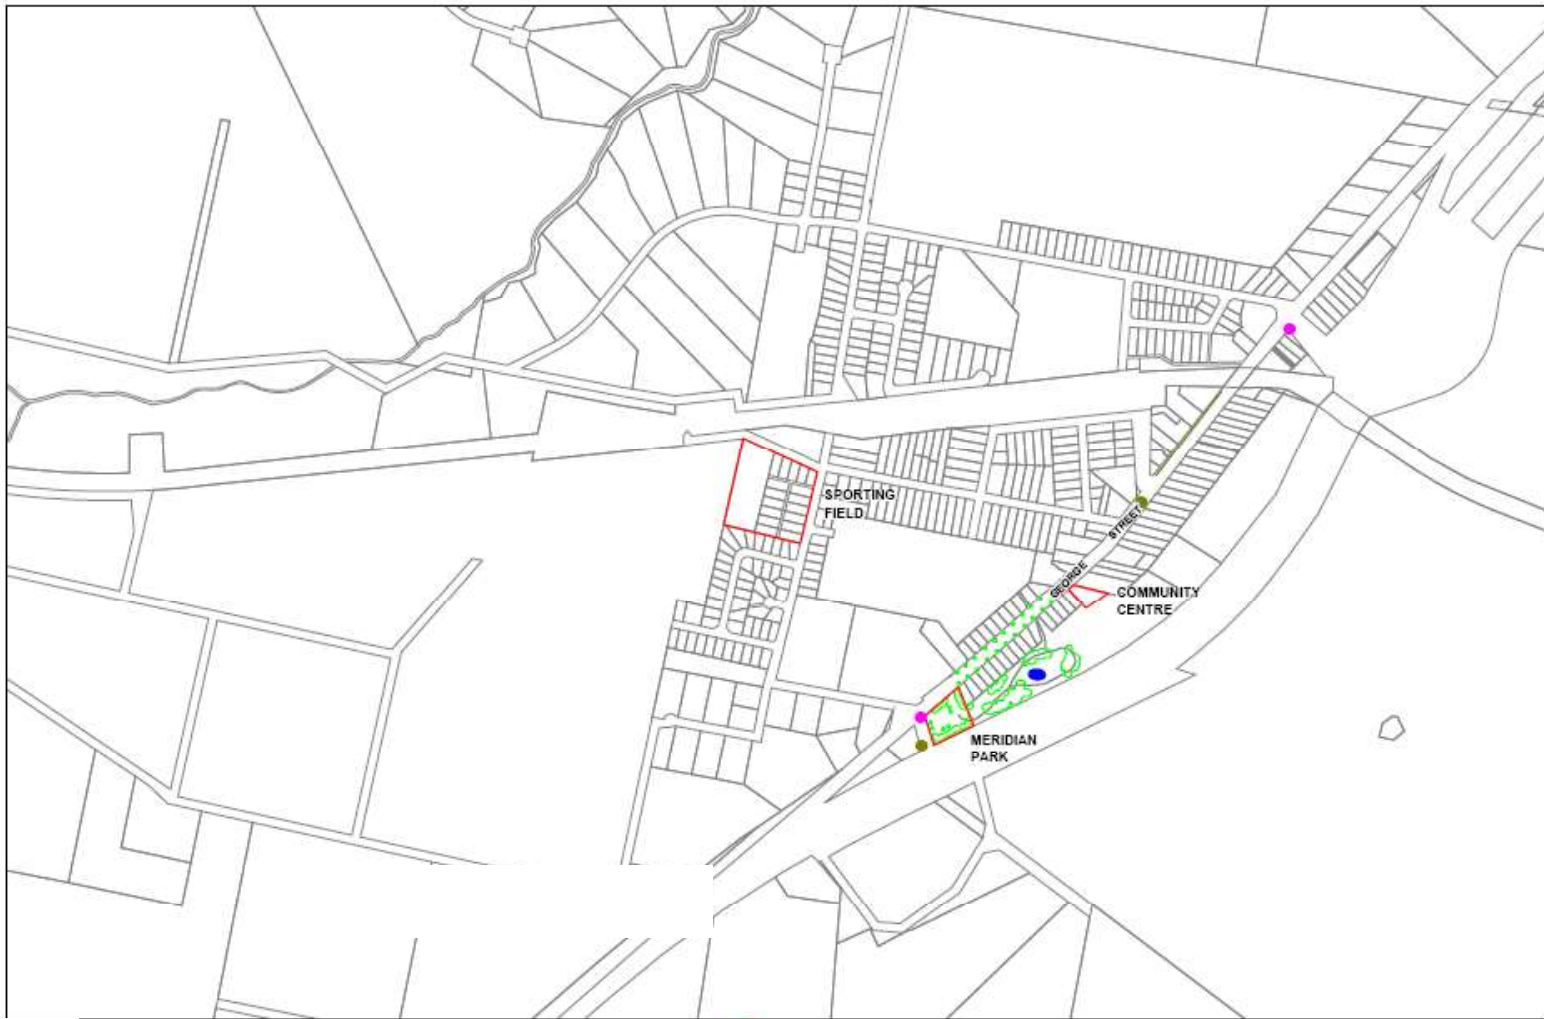 SPORTING
FIELD
GEORGE STREET
COMMUNITY
CENTRE
MERIDIAN
PARK